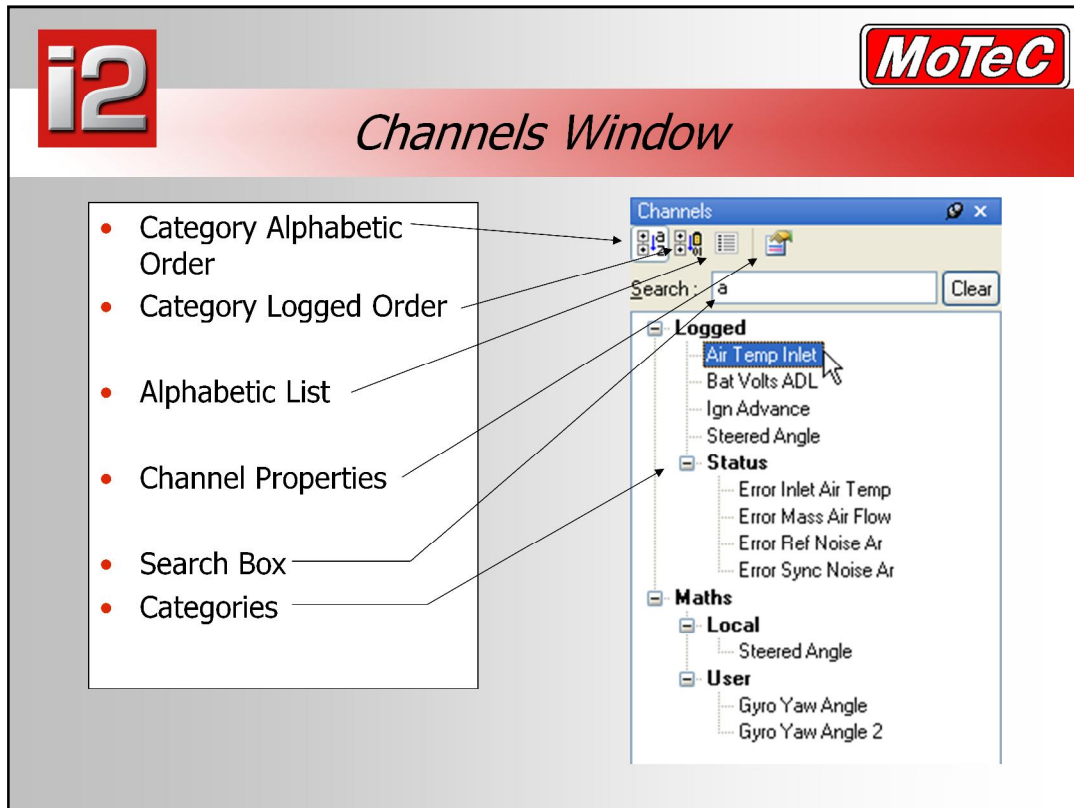 i2
MoTeC
Channels Window
• Category Alphabetic
Order
• Category Logged Order
• Alphabetic List
• Channel Properties
• Search Box
• Categories
Channels
Search : a Clear
Logged
Air Temp Inlet
Bat Volts ADL
Ign Advance
Steered Angle
Status
Error Inlet Air Temp
Error Mass Air Flow
Error Ref Noise Ar
Error Sync Noise Ar
Maths
Local
Steered Angle
User
Gyro Yaw Angle
Gyro Yaw Angle 2